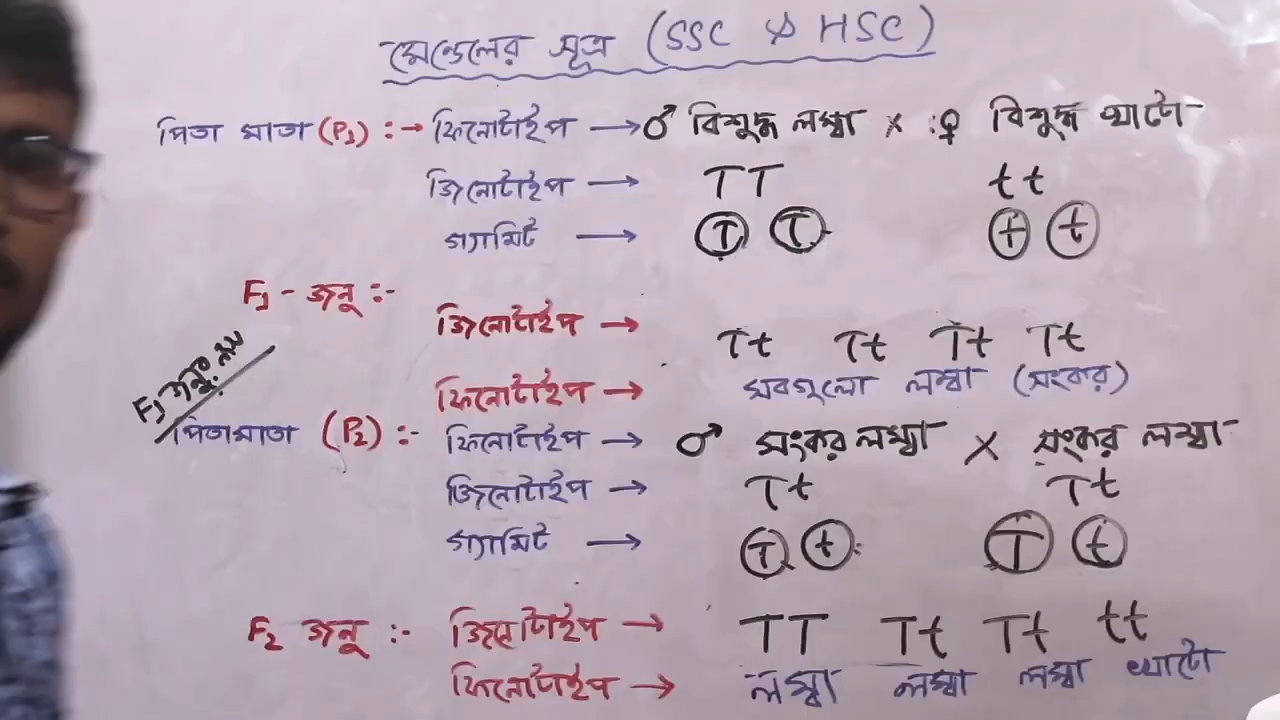 মেন্ডেলের সূত্র (SSC & HSC)
পিতা মাতা (P₁) :→ ফিনোটাইপ → ♂ বিশুদ্ধ লম্বা × :♀ বিশুদ্ধ খাটো
জিনোটাইপ → TT tt
গ্যামিট → T T t t
F₁ - জনু :-
জিনোটাইপ → Tt Tt Tt Tt
ফিনোটাইপ → সবগুলো লম্বা (সংকর)
F₁ জনুর
পিতামাতা (P₂) :- ফিনোটাইপ → ♂ সংকর লম্বা × সংকর লম্বা
জিনোটাইপ → Tt Tt
গ্যামিট → T t T t
F₂ জনু :- জিনোটাইপ → TT Tt Tt tt
ফিনোটাইপ → লম্বা লম্বা লম্বা খাটো